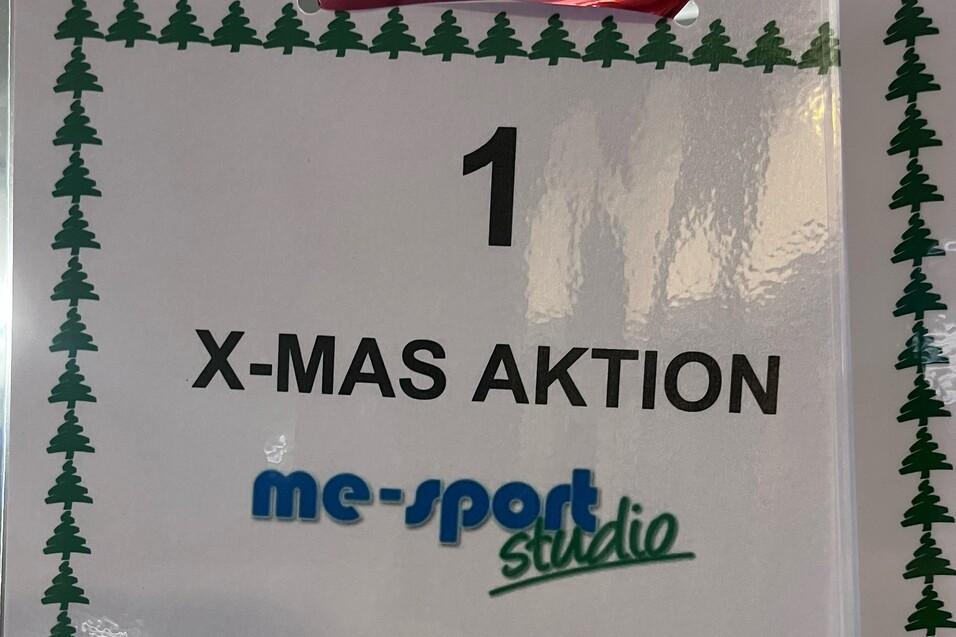 1
X-MAS AKTION
me-sport
studio